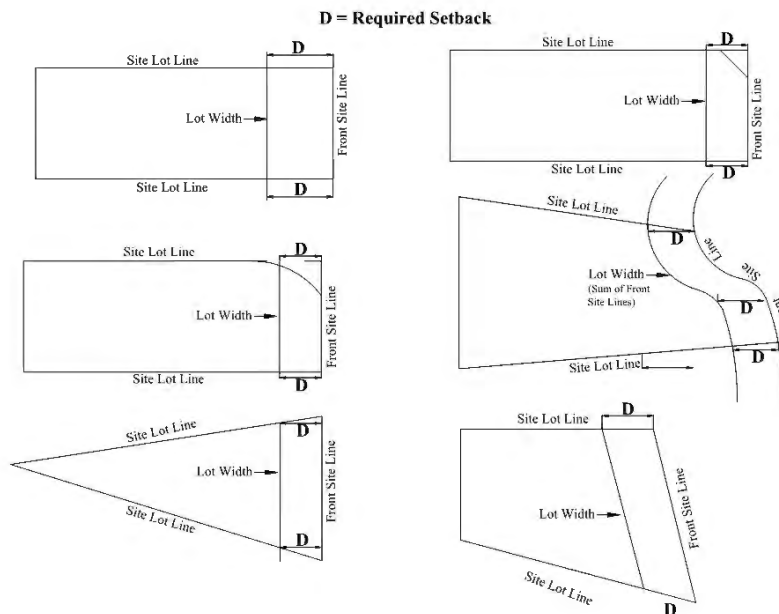 D = Required Setback
D
Site Lot Line
Lot Width
Front Site Line
Site Lot Line
D
Site Lot Line
D
Lot Width
Front Site Line
Site Lot Line
D
Site Lot Line
D
Lot Width
Front Site Line
Site Lot Line
D
Site Lot Line
D
Line
Site
Lot Width
(Sum of Front
Site Lines)
D
D
Site Lot Line
Site Lot Line
D
Lot Width
Front Site Line
Site Lot Line
D
Site Lot Line
D
Lot Width
Front Site Line
Site Lot Line
D